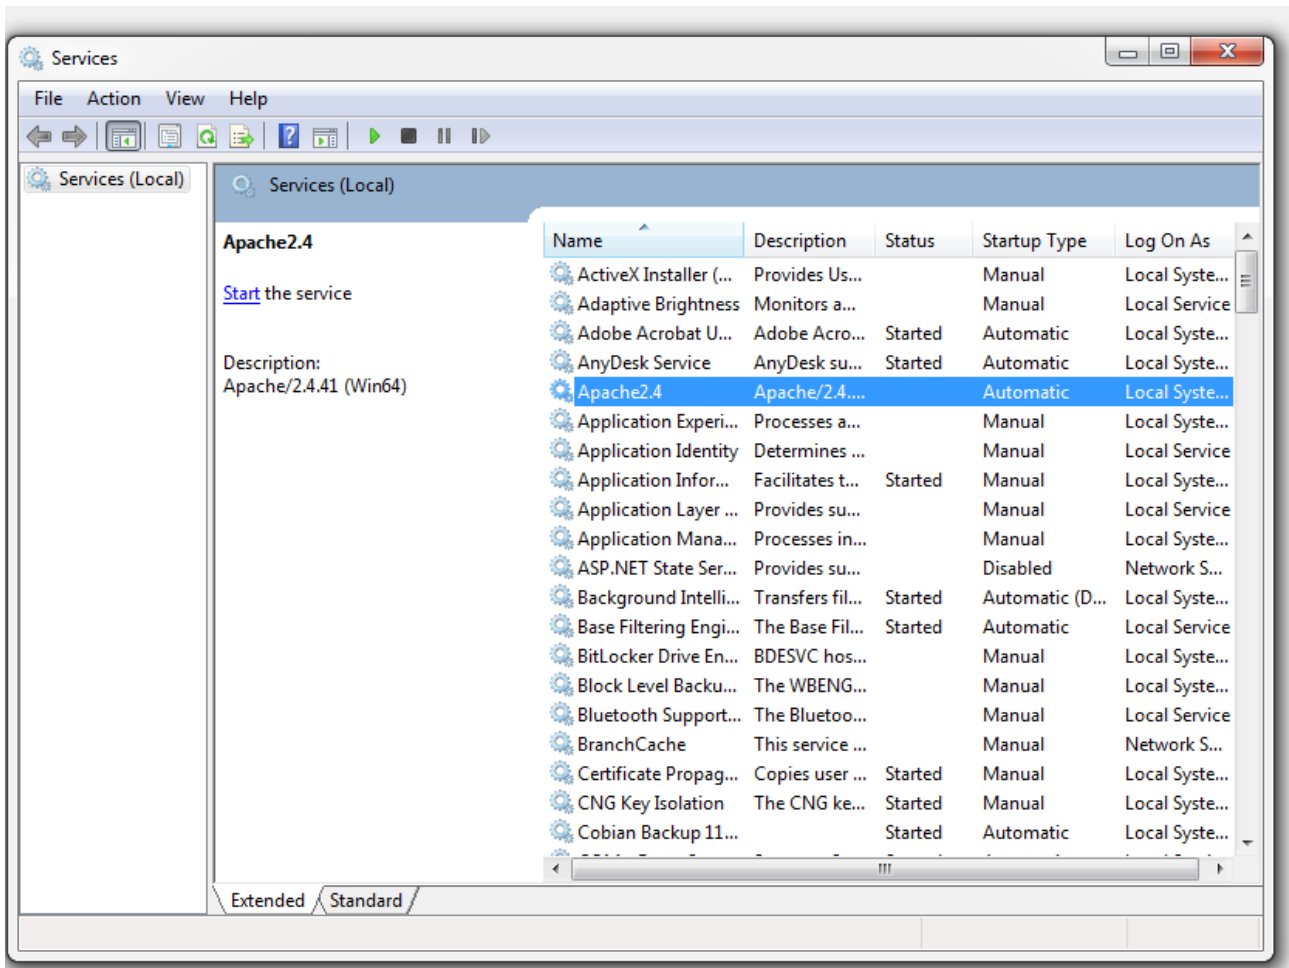 Services
File Action View Help
Services (Local)
Services (Local)
Apache2.4
Start the service
Description:
Apache/2.4.41 (Win64)
Name Description Status Startup Type Log On As
ActiveX Installer (... Provides Us... Manual Local Syste...
Adaptive Brightness Monitors a... Manual Local Service
Adobe Acrobat U... Adobe Acro... Started Automatic Local Syste...
AnyDesk Service AnyDesk su... Started Automatic Local Syste...
Apache2.4 Apache/2.4.... Automatic Local Syste...
Application Experi... Processes a... Manual Local Syste...
Application Identity Determines ... Manual Local Service
Application Infor... Facilitates t... Started Manual Local Syste...
Application Layer ... Provides su... Manual Local Service
Application Mana... Processes in... Manual Local Syste...
ASP.NET State Ser... Provides su... Disabled Network S...
Background Intelli... Transfers fil... Started Automatic (D... Local Syste...
Base Filtering Engi... The Base Fil... Started Automatic Local Service
BitLocker Drive En... BDESVC hos... Manual Local Syste...
Block Level Backu... The WBENG... Manual Local Syste...
Bluetooth Support... The Bluetoo... Manual Local Service
BranchCache This service ... Manual Network S...
Certificate Propag... Copies user ... Started Manual Local Syste...
CNG Key Isolation The CNG ke... Started Manual Local Syste...
Cobian Backup 11... Started Automatic Local Syste...
Extended Standard